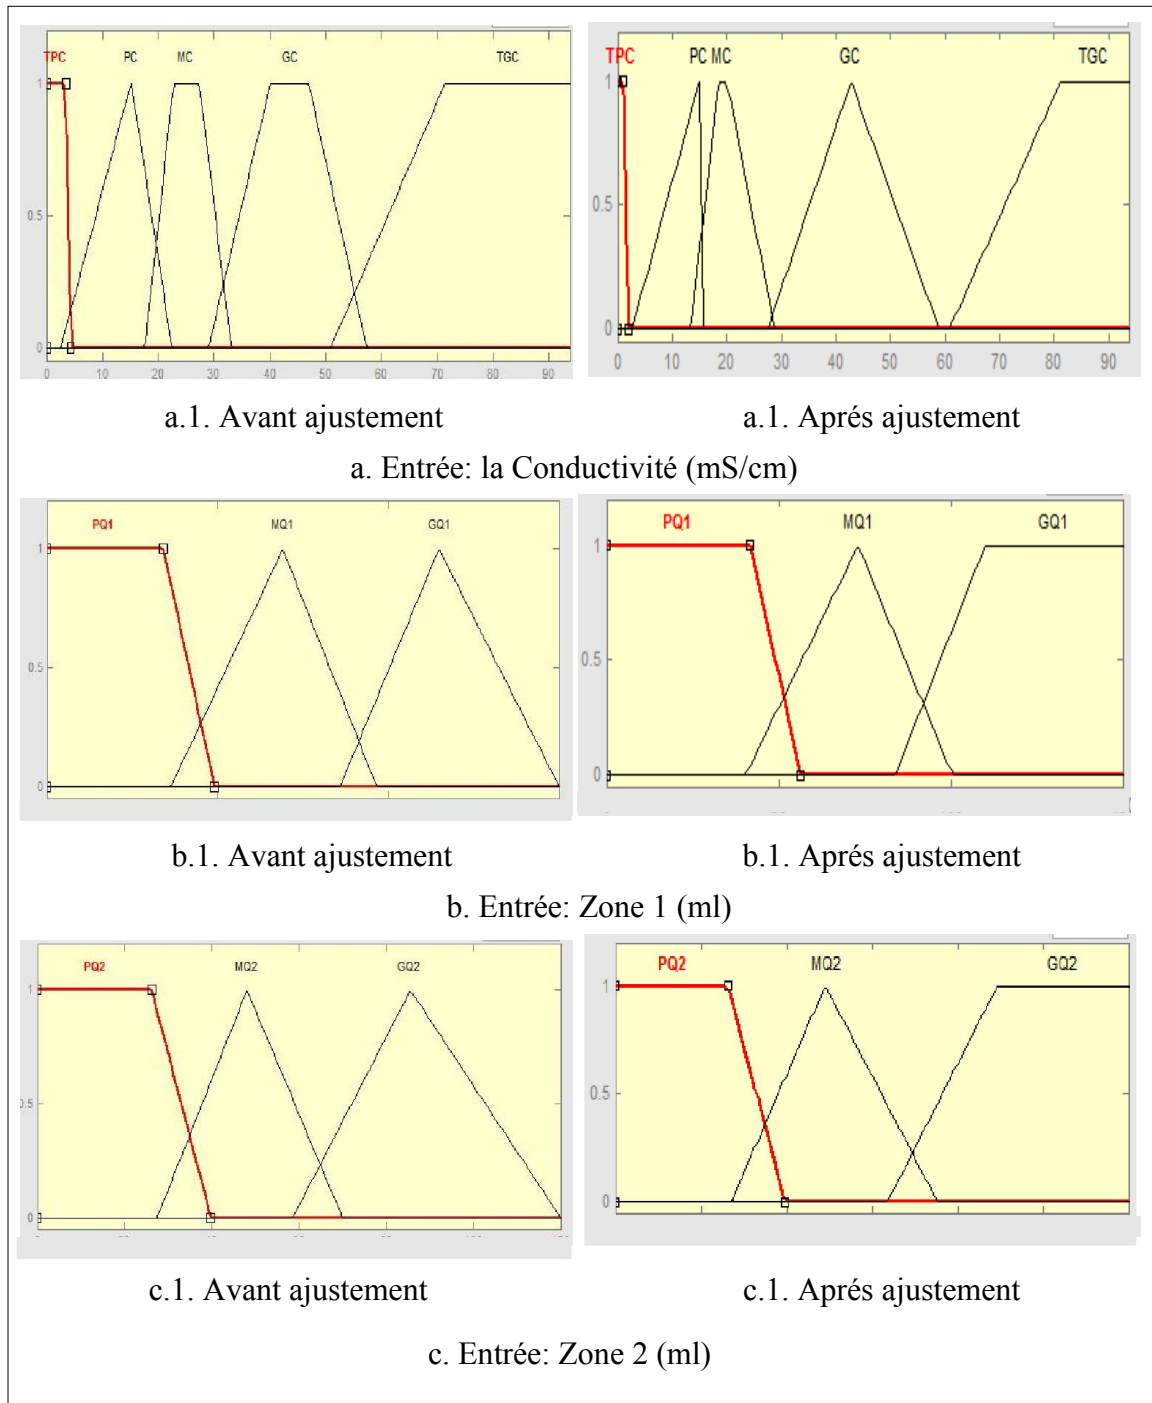 TPC PC MC GC TGC
1
0.5
0
0 10 20 30 40 50 60 70 80 90
TPC PC MC GC TGC
1
0.5
0
0 10 20 30 40 50 60 70 80 90
a.1. Avant ajustement
a.1. Aprés ajustement
a. Entrée: la Conductivité (mS/cm)
PQ1 MQ1 GQ1
1
0.5
0
PQ1 MQ1 GQ1
1
0.5
0
b.1. Avant ajustement
b.1. Aprés ajustement
b. Entrée: Zone 1 (ml)
PQ2 MQ2 GQ2
1
0.5
0
PQ2 MQ2 GQ2
1
0.5
0
c.1. Avant ajustement
c.1. Aprés ajustement
c. Entrée: Zone 2 (ml)